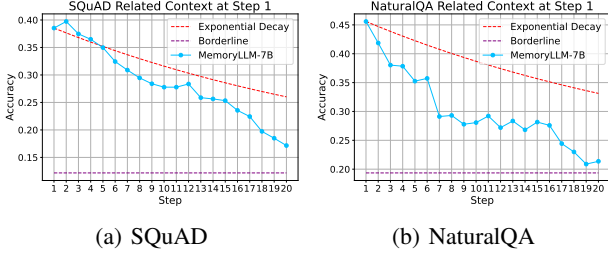 SQuAD Related Context at Step 1
0.40
0.35
0.30
0.25
0.20
0.15
Accuracy
Exponential Decay
Borderline
MemoryLLM-7B
1 2 3 4 5 6 7 8 9 10 11 12 13 14 15 16 17 18 19 20
Step
(a) SQuAD
NaturalQA Related Context at Step 1
0.45
0.40
0.35
0.30
0.25
0.20
Accuracy
Exponential Decay
Borderline
MemoryLLM-7B
1 2 3 4 5 6 7 8 9 10 11 12 13 14 15 16 17 18 19 20
Step
(b) NaturalQA